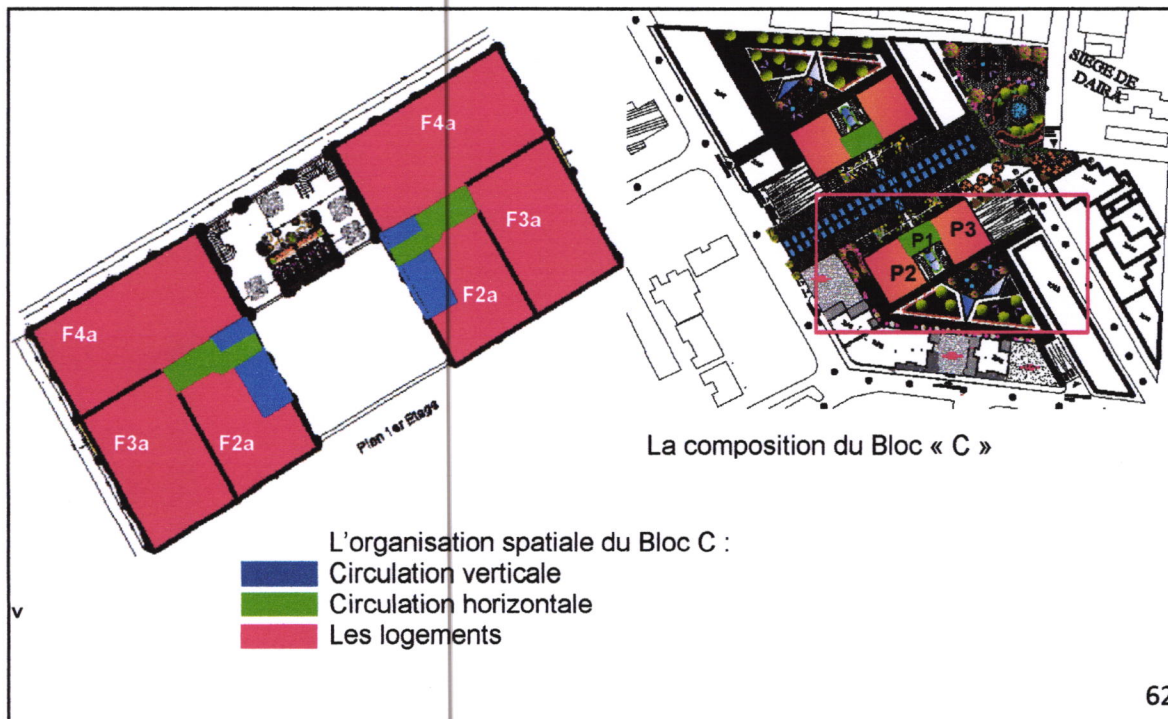 F4a
F3a
F2a
F4a
F3a
F2a
Plan 1er Etage
SIEGE DE
DAIRA
P1
P3
P2
La composition du Bloc « C »
L'organisation spatiale du Bloc C :
Circulation verticale
Circulation horizontale
Les logements
v
62